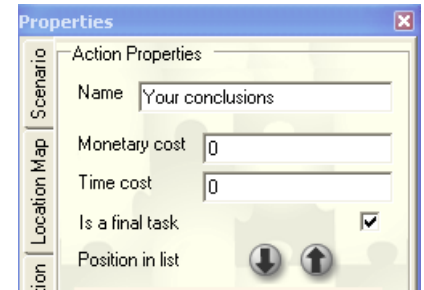 Properties
Scenario
Location Map
Action Properties
Name Your conclusions
Monetary cost 0
Time cost 0
Is a final task
Position in list